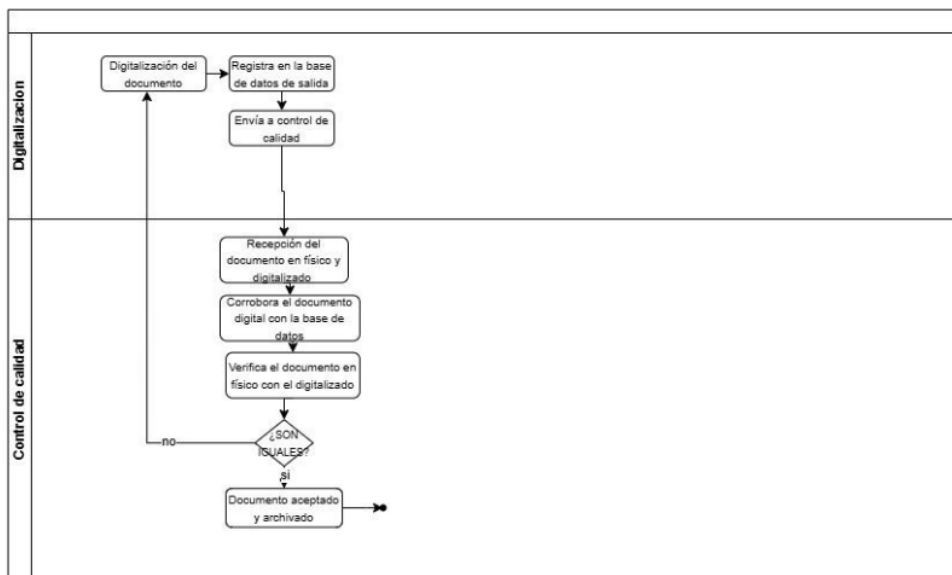 Digitalizacion
Digitalización del
documento
Registra en la base
de datos de salida
Envía a control de
calidad
Control de calidad
Recepción del
documento en físico y
digitalizado
Corrobora el documento
digital con la base de
datos
Verifica el documento en
físico con el digitalizado
¿SON
IGUALES?
no
si
Documento aceptado
y archivado